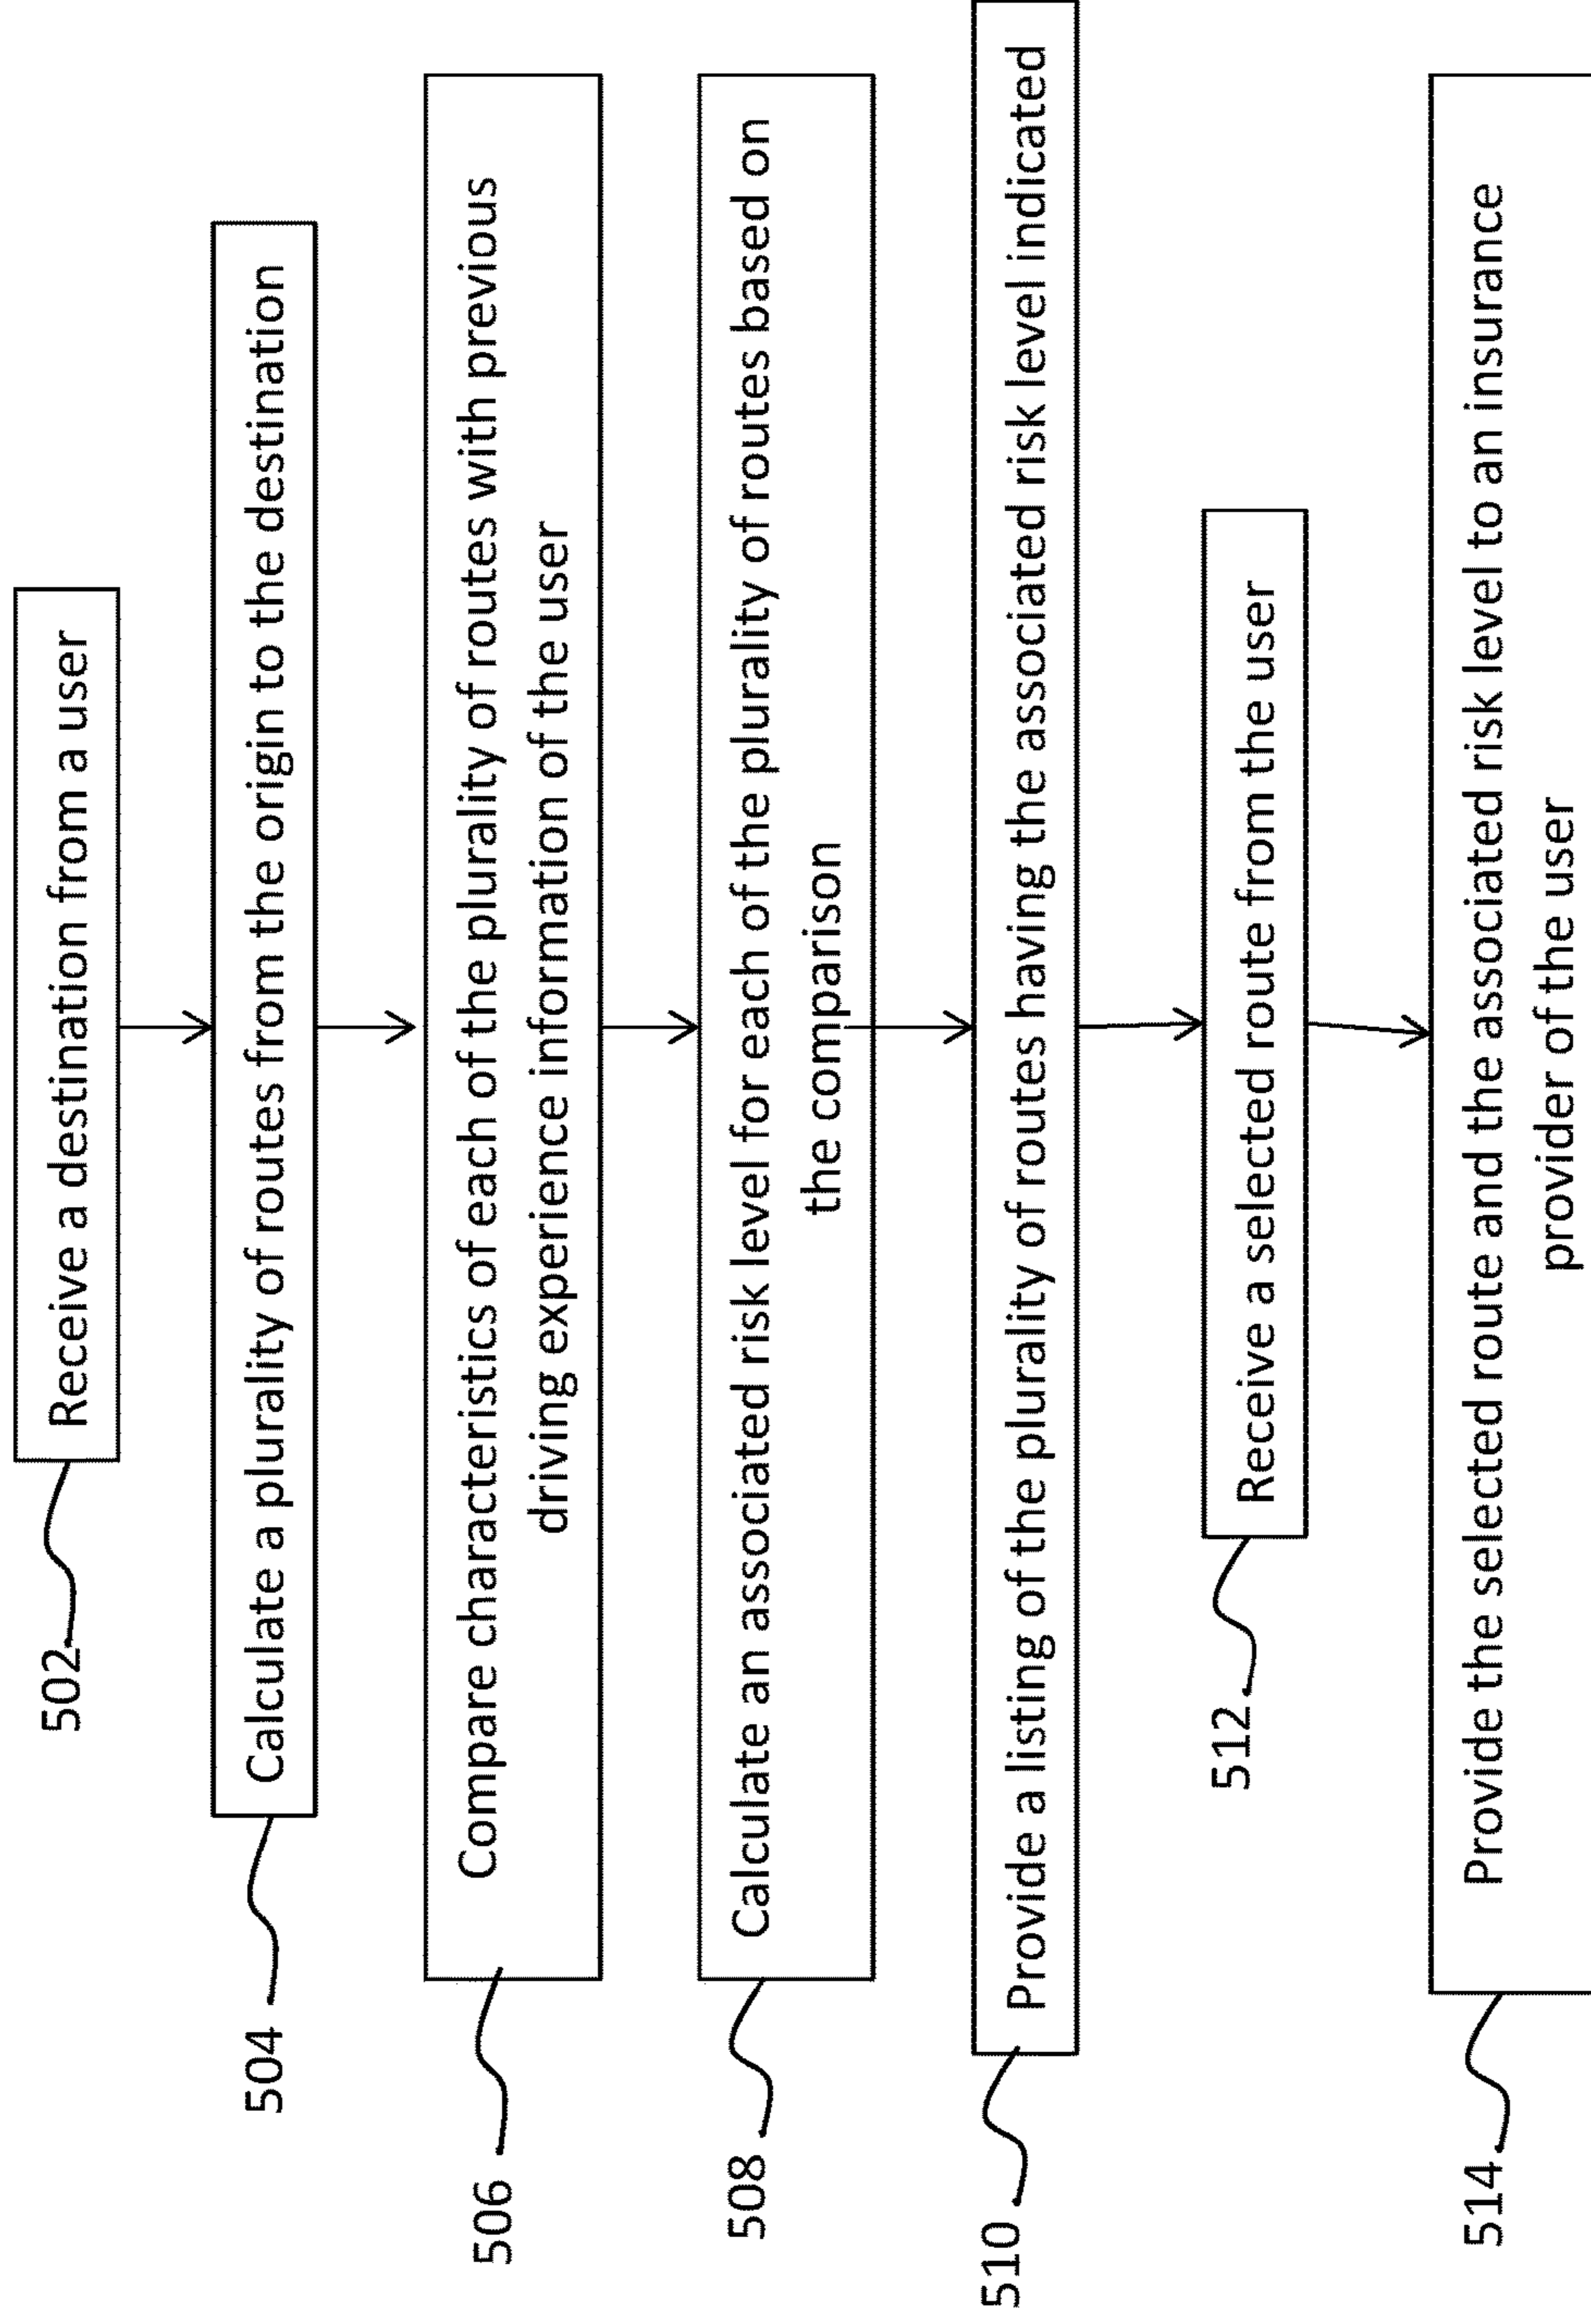 502
Receive a destination from a user
504
Calculate a plurality of routes from the origin to the destination
506
Compare characteristics of each of the plurality of routes with previous
driving experience information of the user
508
Calculate an associated risk level for each of the plurality of routes based on
the comparison
510
Provide a listing of the plurality of routes having the associated risk level indicated
512
Receive a selected route from the user
514
Provide the selected route and the associated risk level to an insurance
provider of the user